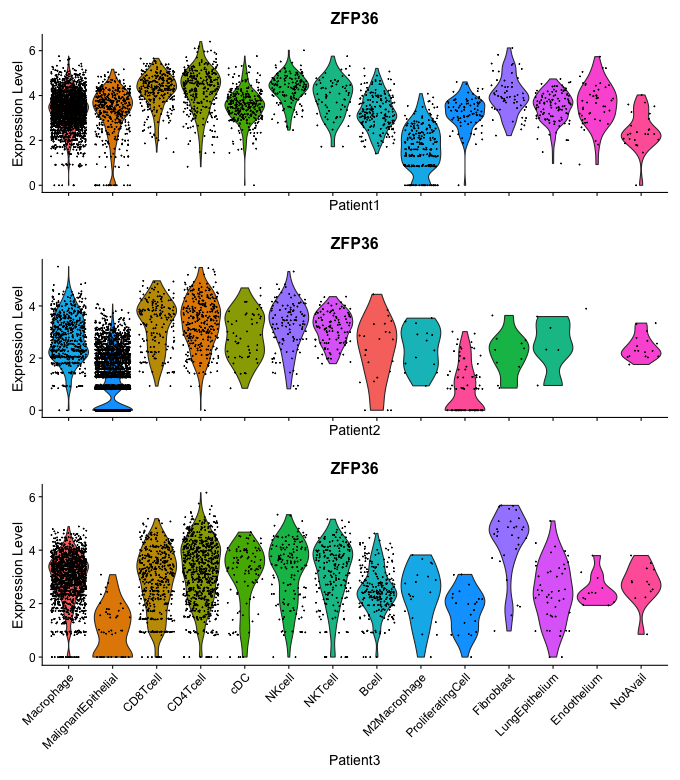 ZFP36
Expression Level
6
4
2
0
Patient1
ZFP36
Expression Level
4
2
0
Patient2
ZFP36
Expression Level
6
4
2
0
Macrophage
MalignantEpithelial
CD8Tcell
CD4Tcell
cDC
NKcell
NKTcell
Bcell
M2Macrophage
ProliferatingCell
Fibroblast
LungEpithelium
Endothelium
NotAvail
Patient3